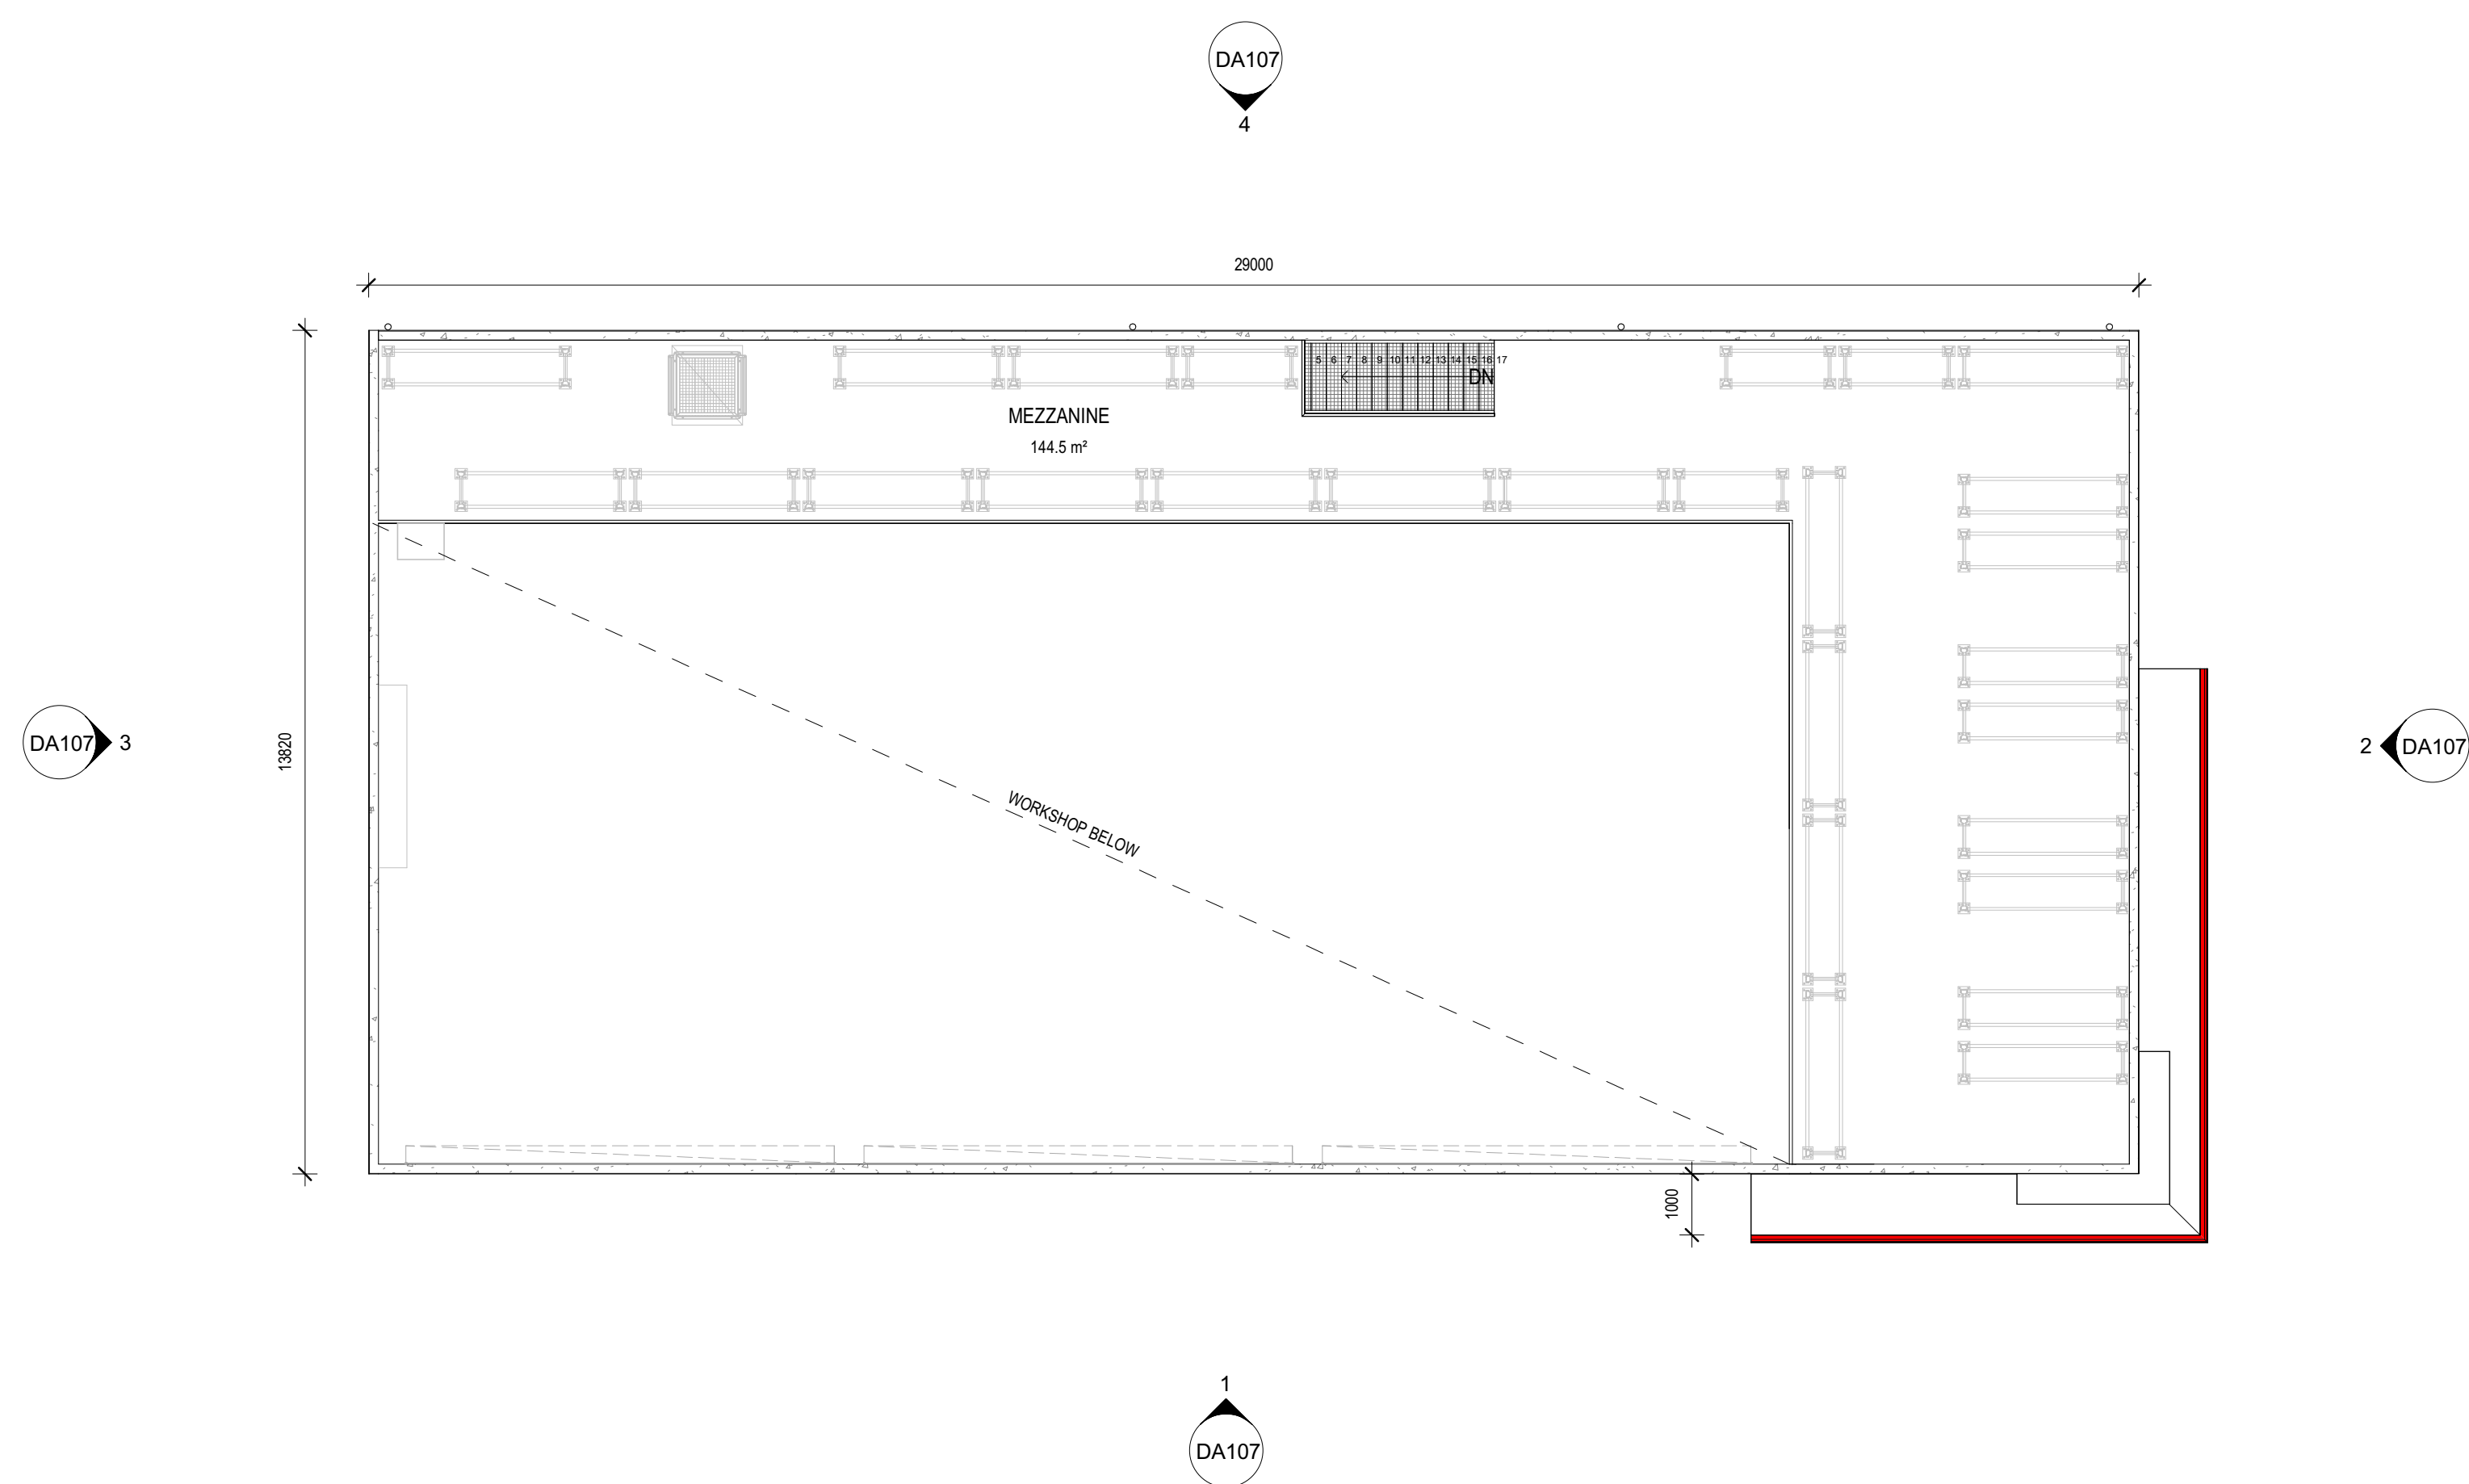 DA107
4
29000
5 6 7 8 9 10 11 12 13 14 15 16 17
DN
MEZZANINE
144.5 m²
13820
DA107 3
2 DA107
WORKSHOP BELOW
1000
1
DA107